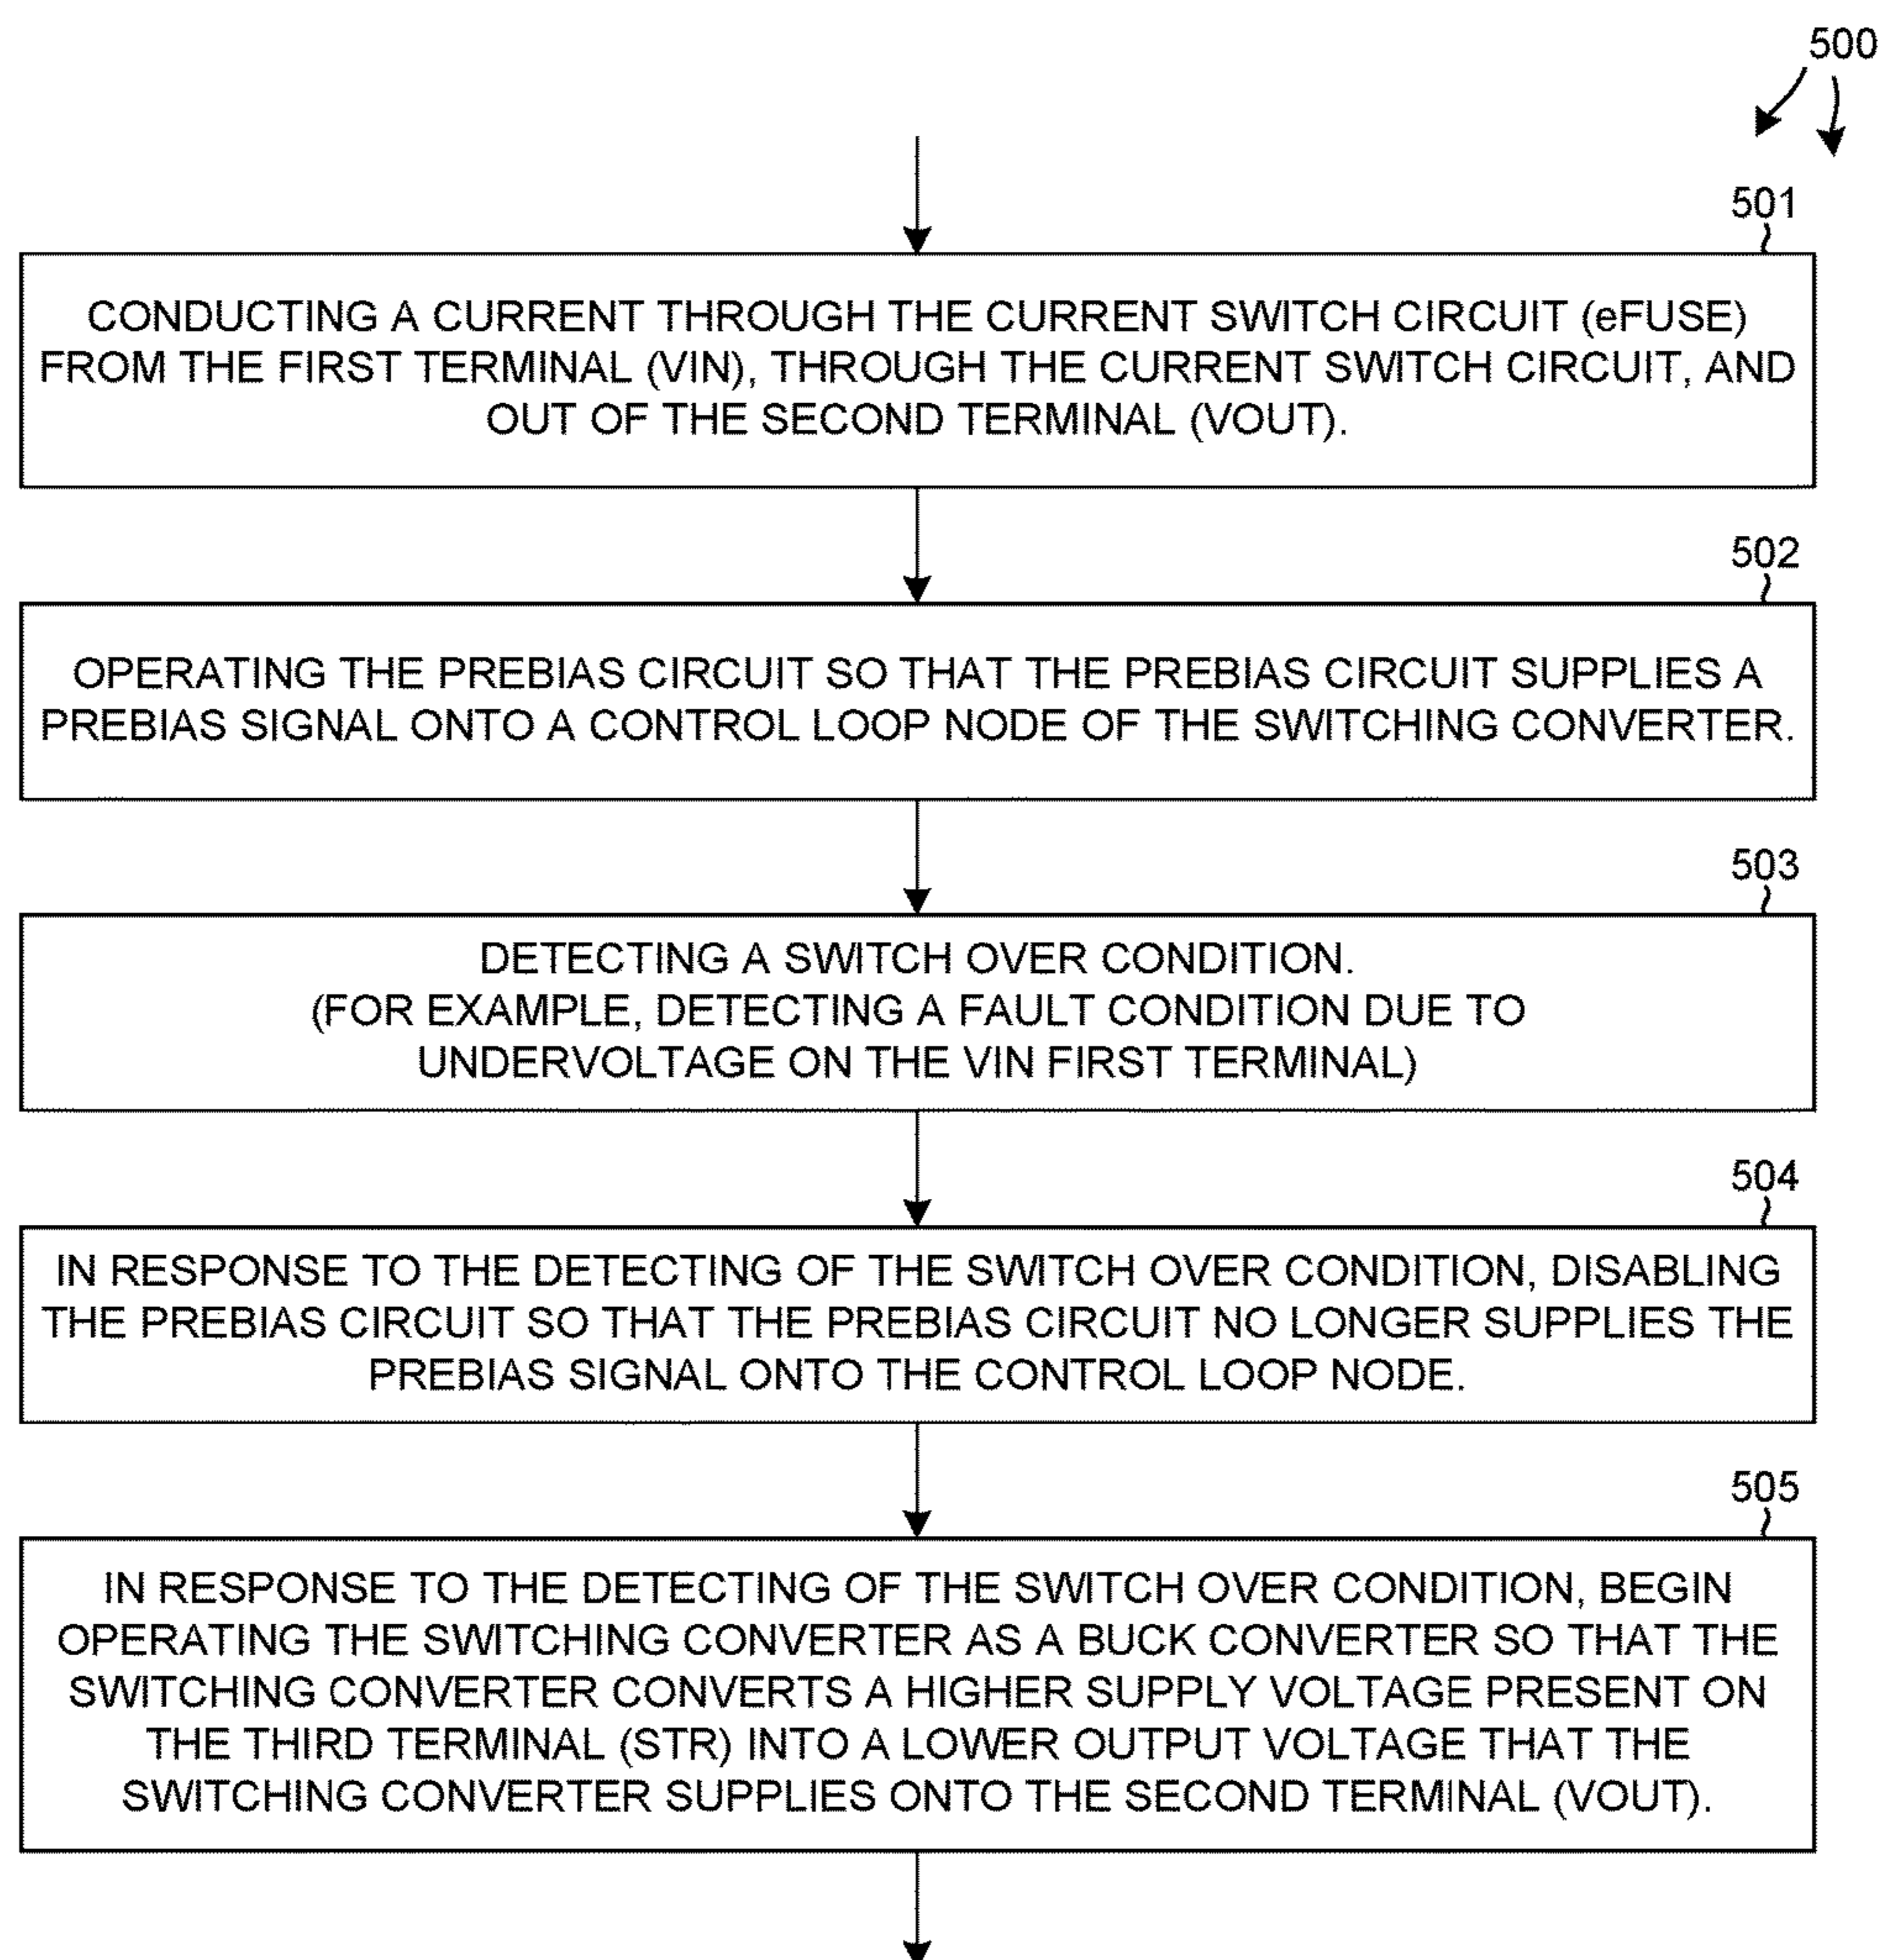 500
501
CONDUCTING A CURRENT THROUGH THE CURRENT SWITCH CIRCUIT (eFUSE)
FROM THE FIRST TERMINAL (VIN), THROUGH THE CURRENT SWITCH CIRCUIT, AND
OUT OF THE SECOND TERMINAL (VOUT).
502
OPERATING THE PREBIAS CIRCUIT SO THAT THE PREBIAS CIRCUIT SUPPLIES A
PREBIAS SIGNAL ONTO A CONTROL LOOP NODE OF THE SWITCHING CONVERTER.
503
DETECTING A SWITCH OVER CONDITION.
(FOR EXAMPLE, DETECTING A FAULT CONDITION DUE TO
UNDERVOLTAGE ON THE VIN FIRST TERMINAL)
504
IN RESPONSE TO THE DETECTING OF THE SWITCH OVER CONDITION, DISABLING
THE PREBIAS CIRCUIT SO THAT THE PREBIAS CIRCUIT NO LONGER SUPPLIES THE
PREBIAS SIGNAL ONTO THE CONTROL LOOP NODE.
505
IN RESPONSE TO THE DETECTING OF THE SWITCH OVER CONDITION, BEGIN
OPERATING THE SWITCHING CONVERTER AS A BUCK CONVERTER SO THAT THE
SWITCHING CONVERTER CONVERTS A HIGHER SUPPLY VOLTAGE PRESENT ON
THE THIRD TERMINAL (STR) INTO A LOWER OUTPUT VOLTAGE THAT THE
SWITCHING CONVERTER SUPPLIES ONTO THE SECOND TERMINAL (VOUT).